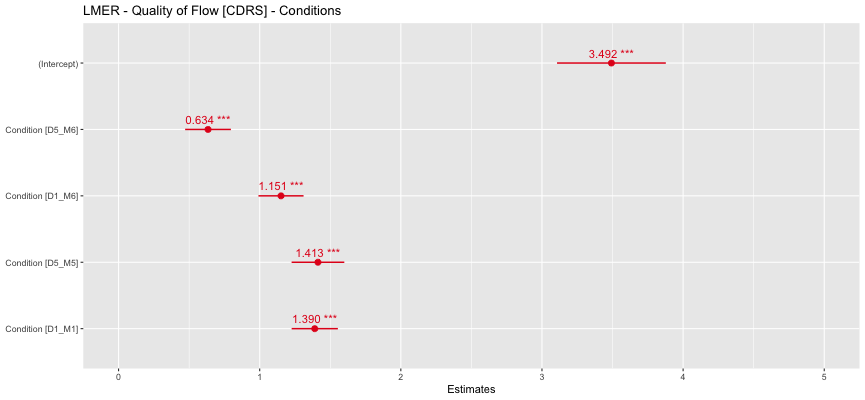 LMER - Quality of Flow [CDRS] - Conditions
(Intercept)
3.492 ***
Condition [D5_M6]
0.634 ***
Condition [D1_M6]
1.151 ***
Condition [D5_M5]
1.413 ***
Condition [D1_M1]
1.390 ***
0 1 2 3 4 5
Estimates